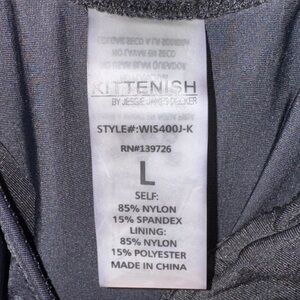 KITTENISH
BY JESSIE JAMES DECKER
STYLE#:WIS400J-K
RN#139726
L
SELF:
85% NYLON
15% SPANDEX
LINING:
85% NYLON
15% POLYESTER
MADE IN CHINA